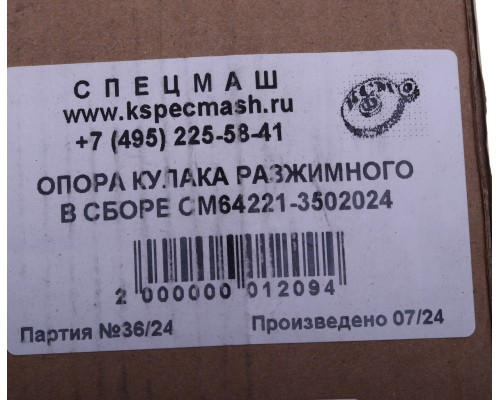 СПЕЦМАШ
www.kspecmash.ru
+7 (495) 225-58-41
ОПОРА КУЛАКА РАЗЖИМНОГО
В СБОРЕ СМ64221-3502024
2 000000 012094
Партия №36/24 Произведено 07/24